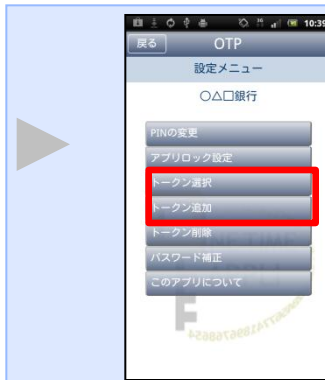 10:39
戻る OTP
設定メニュー
○△□銀行
PINの変更
アプリロック設定
トークン選択
トークン追加
トークン削除
パスワード補正
このアプリについて